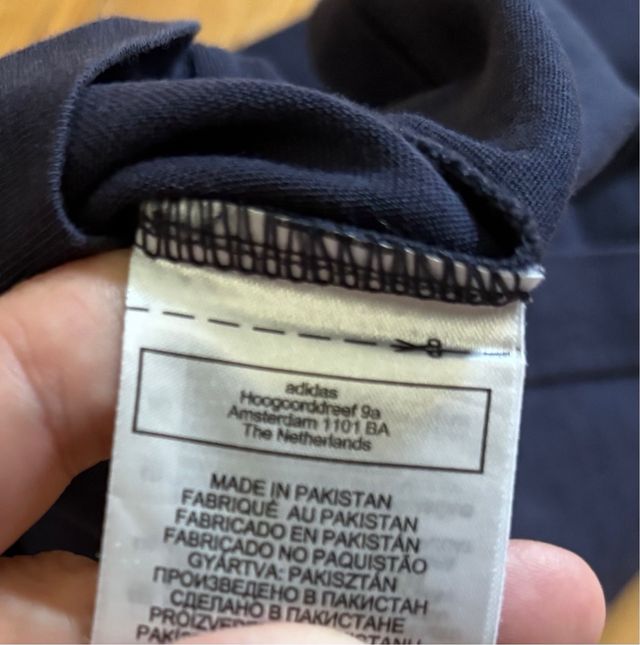 adidas
Hoogoorddreef 9a
Amsterdam 1101 BA
The Netherlands
MADE IN PAKISTAN
FABRIQUÉ AU PAKISTAN
FABRICADO EN PAKISTÁN
FABRICADO NO PAQUISTÃO
GYÁRTVA: PAKISZTÁN
ПРОИЗВЕДЕНО В ПАКИСТАН
СДЕЛАНО В ПАКИСТАНЕ